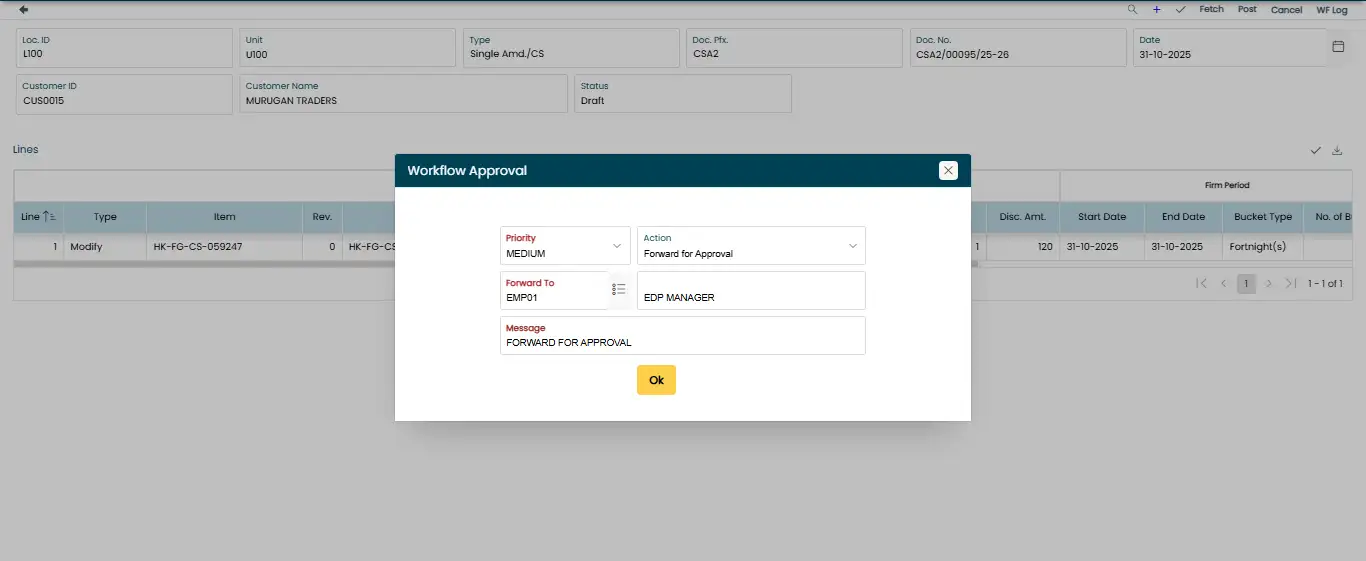 Fetch Post Cancel WF Log
Loc. ID Unit Type Doc. Pfx. Doc. No. Date
L100 U100 Single Amd./CS CSA2 CSA2/00095/25-26 31-10-2025
Customer ID Customer Name Status
CUS0015 MURUGAN TRADERS Draft
Lines
Workflow Approval
Firm Period
Line Type Item Rev. Disc. Amt. Start Date End Date Bucket Type No. of B
1 Modify HK-FG-CS-059247 0 HK-FG-CS 1 120 31-10-2025 31-10-2025 Fortnight(s)
Priority Action
MEDIUM Forward for Approval
Forward To
EMP01 EDP MANAGER
Message
FORWARD FOR APPROVAL
Ok
1 1 - 1 of 1